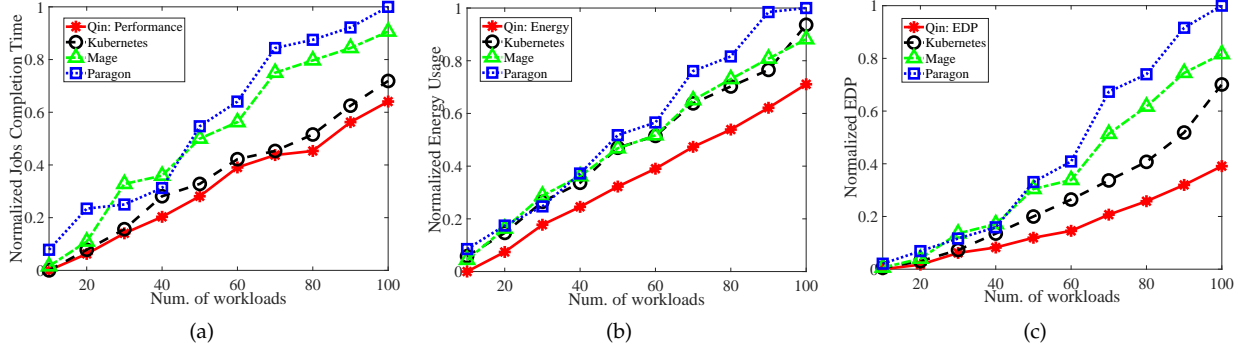 Normalized Jobs Completion Time
1
0.8
0.6
0.4
0.2
0
Qin: Performance
Kubernetes
Mage
Paragon
20 40 60 80 100
Num. of workloads
(a)
Normalized Energy Usage
1
0.8
0.6
0.4
0.2
0
Qin: Energy
Kubernetes
Mage
Paragon
20 40 60 80 100
Num. of workloads
(b)
Normalized EDP
1
0.8
0.6
0.4
0.2
0
Qin: EDP
Kubernetes
Mage
Paragon
20 40 60 80 100
Num. of workloads
(c)